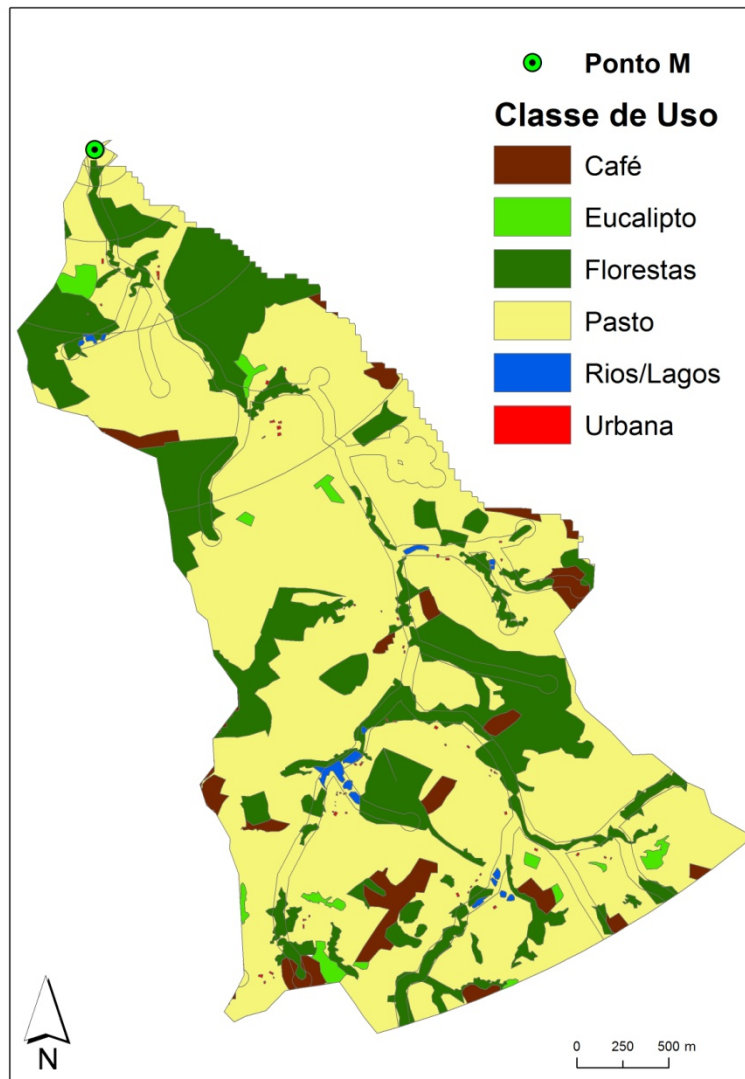 Ponto M
Classe de Uso
Café
Eucalipto
Florestas
Pasto
Rios/Lagos
Urbana
N
0 250 500 m